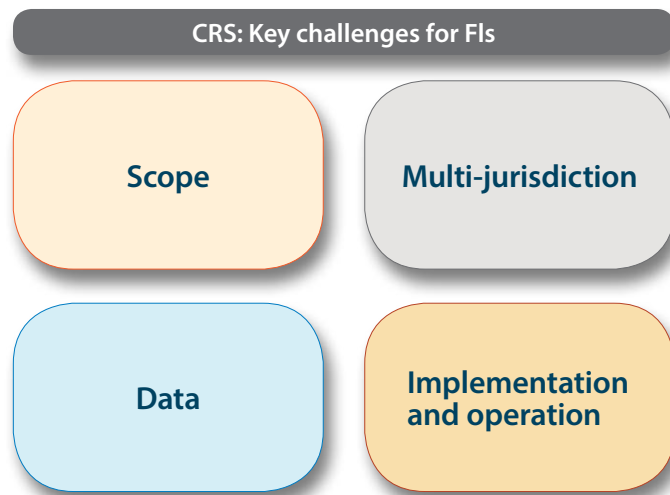 CRS: Key challenges for FIs
Scope
Multi-jurisdiction
Data
Implementation
and operation